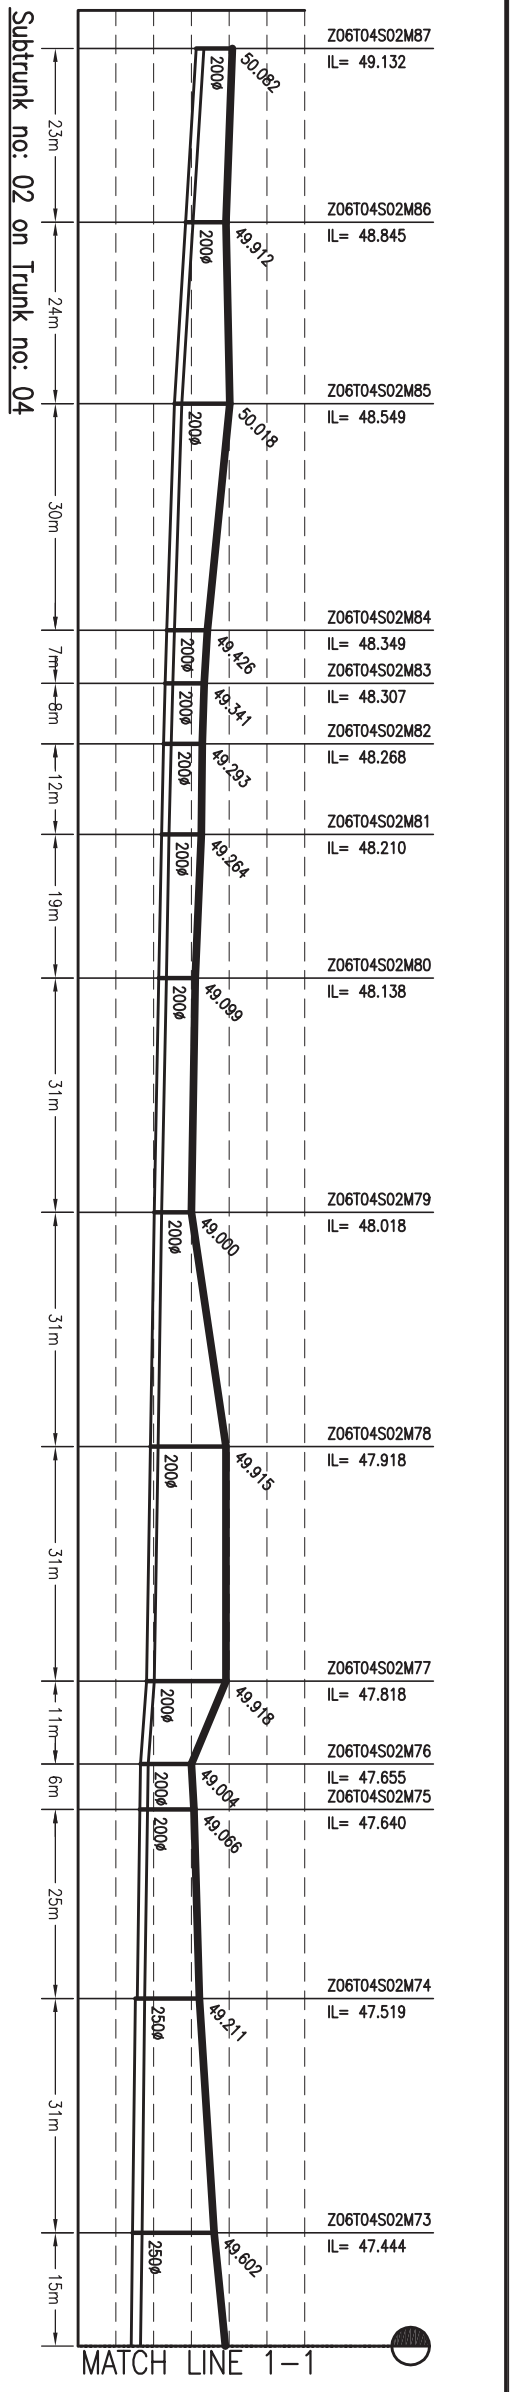 Subtrunk no: 02 on Trunk no: 04
Z06T04S02M87
IL= 49.132
50.082
200ø
23m
Z06T04S02M86
IL= 48.845
49.912
200ø
24m
Z06T04S02M85
IL= 48.549
50.018
200ø
30m
Z06T04S02M84
IL= 48.349
49.426
200ø
7m
Z06T04S02M83
IL= 48.307
49.341
200ø
8m
Z06T04S02M82
IL= 48.268
49.293
200ø
12m
Z06T04S02M81
IL= 48.210
49.264
200ø
19m
Z06T04S02M80
IL= 48.138
49.099
200ø
31m
Z06T04S02M79
IL= 48.018
49.000
200ø
31m
Z06T04S02M78
IL= 47.918
49.915
200ø
31m
Z06T04S02M77
IL= 47.818
49.918
200ø
11m
Z06T04S02M76
IL= 47.655
49.004
200ø
6m
Z06T04S02M75
IL= 47.640
49.066
200ø
25m
Z06T04S02M74
IL= 47.519
49.211
250ø
31m
Z06T04S02M73
IL= 47.444
49.602
250ø
15m
MATCH LINE 1-1